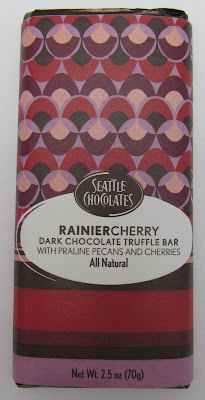 SEATTLE
CHOCOLATES
RAINIERCHERRY
DARK CHOCOLATE TRUFFLE BAR
WITH PRALINE PECANS AND CHERRIES
All Natural
Net Wt. 2.5 oz (70g)